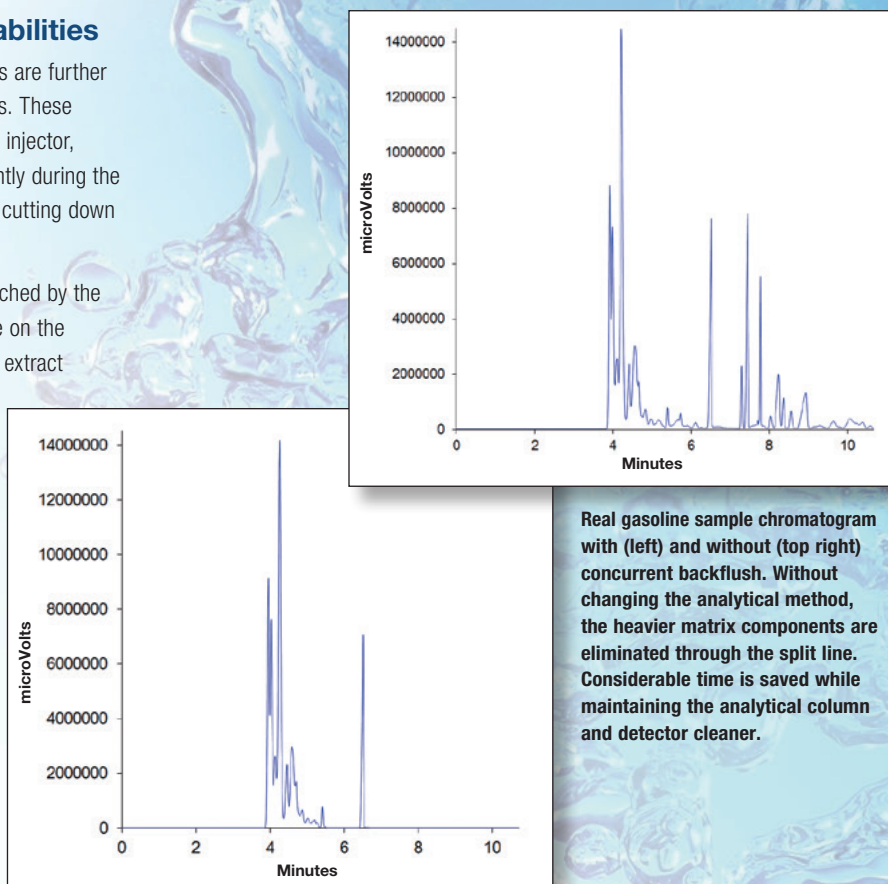 abilities
s are further
s. These
injector,
ntly during the
cutting down
ched by the
e on the
extract
14000000
12000000
10000000
8000000
6000000
4000000
2000000
0
microVolts
0 2 4 6 8 10
Minutes
14000000
12000000
10000000
8000000
6000000
4000000
2000000
0
microVolts
0 2 4 6 8 10
Minutes
Real gasoline sample chromatogram
with (left) and without (top right)
concurrent backflush. Without
changing the analytical method,
the heavier matrix components are
eliminated through the split line.
Considerable time is saved while
maintaining the analytical column
and detector cleaner.